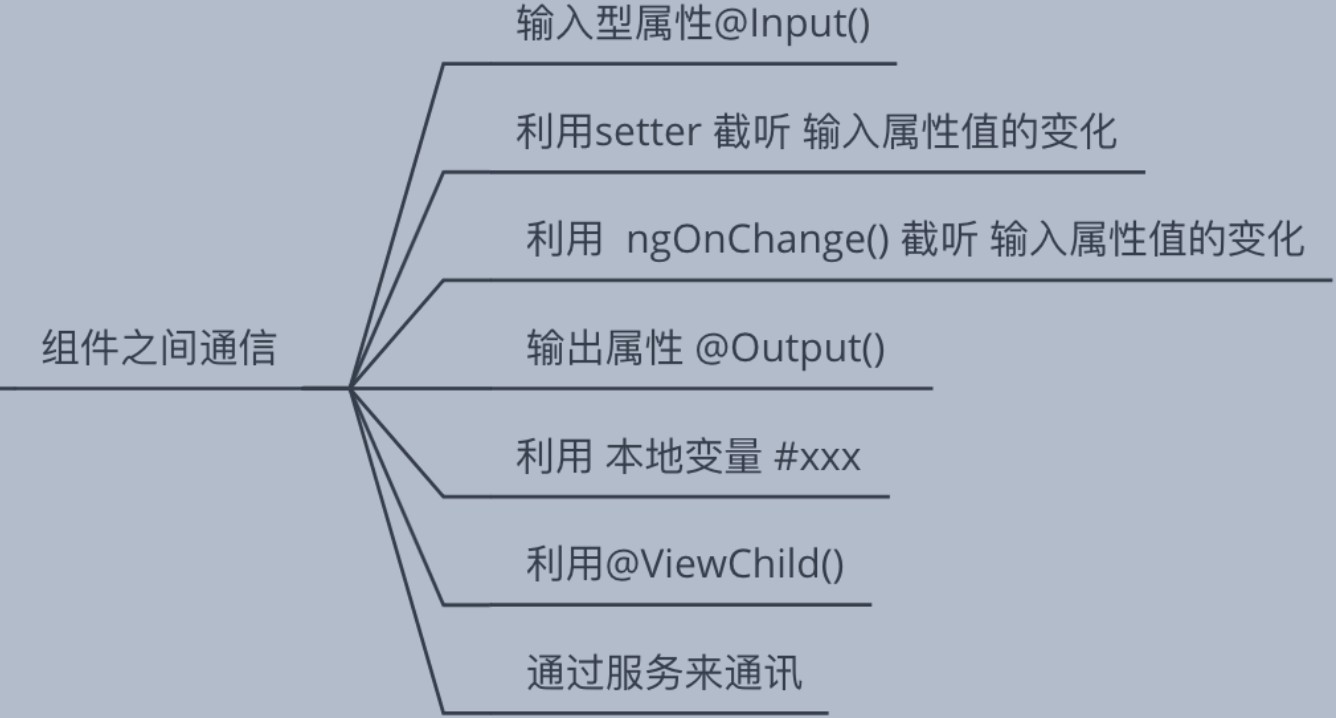 输入型属性@Input()
利用setter 截听 输入属性值的变化
利用 ngOnChange() 截听 输入属性值的变化
组件之间通信
输出属性 @Output()
利用 本地变量 #xxx
利用@ViewChild()
通过服务来通讯